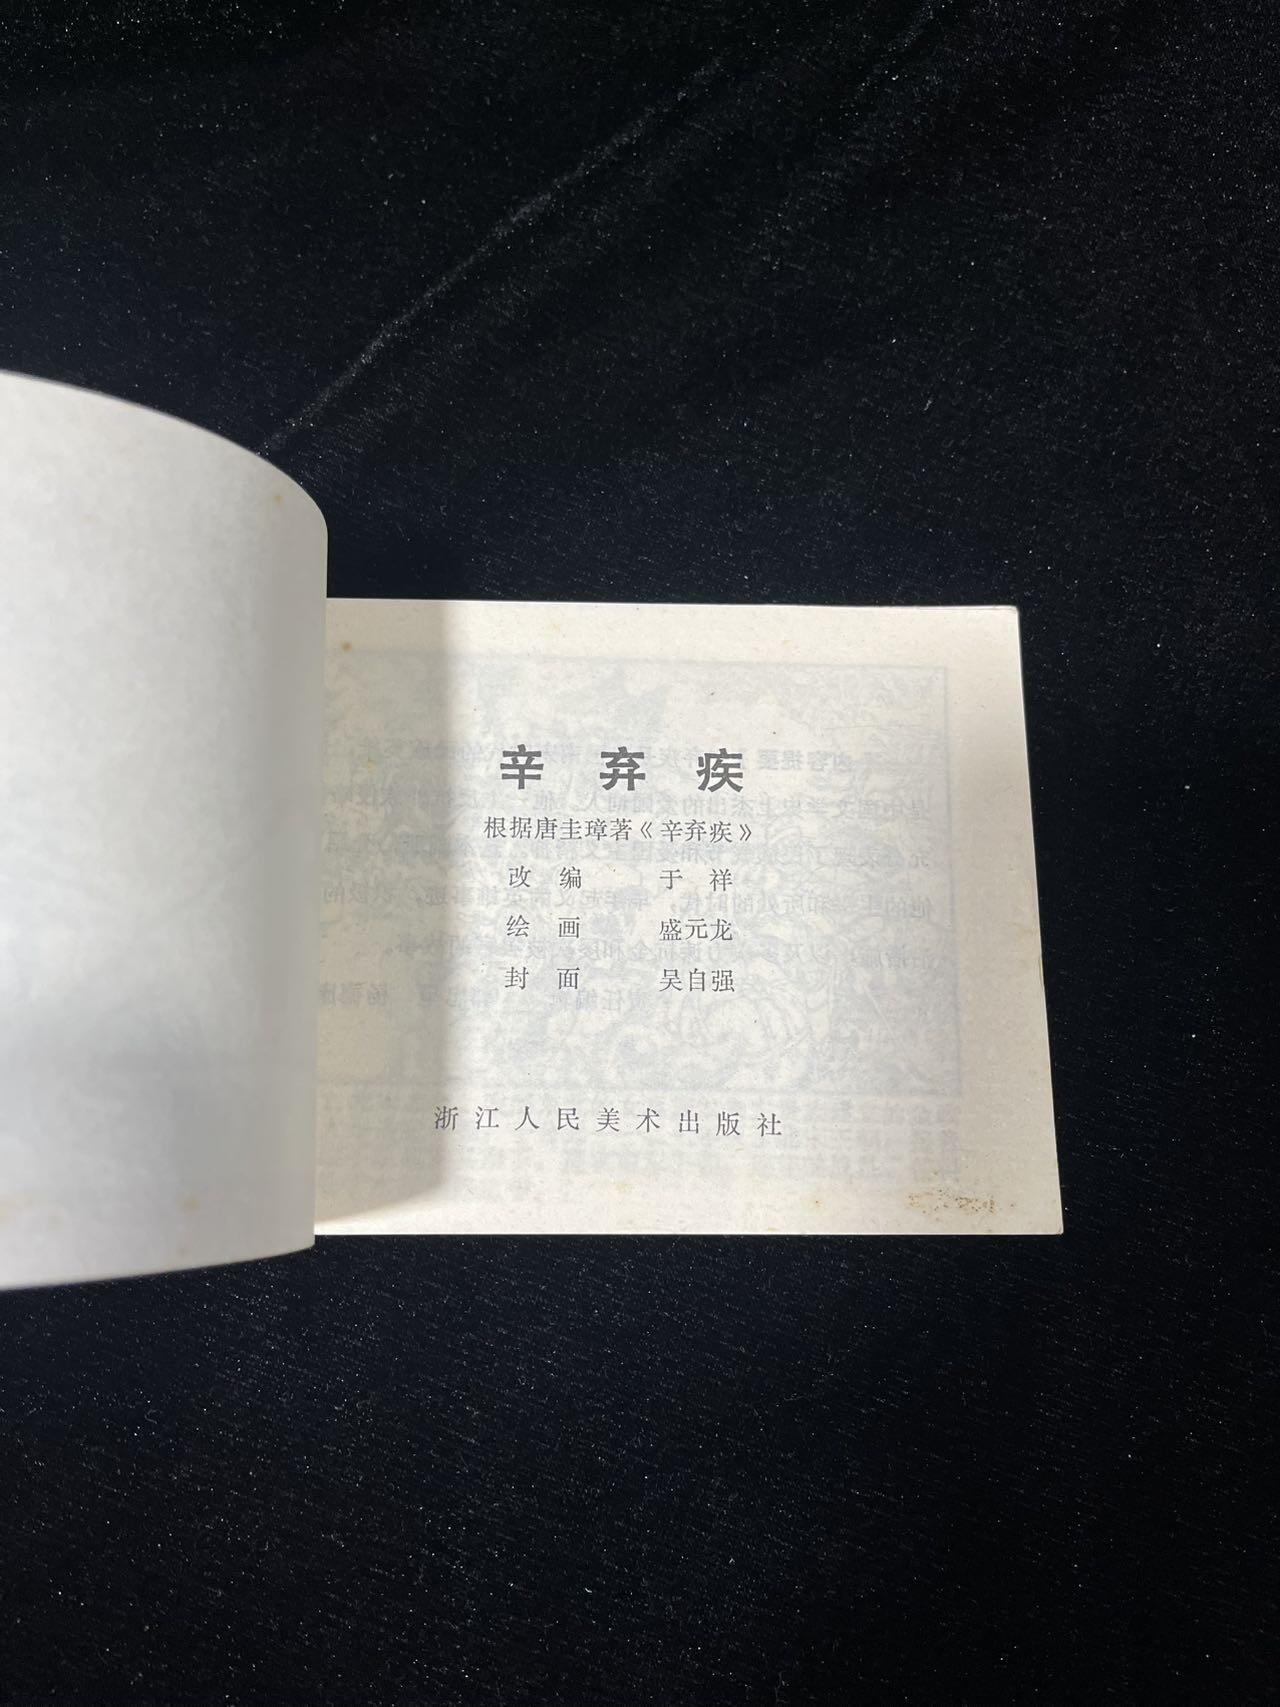 辛弃疾
根据唐圭璋著《辛弃疾》
改编 于祥
绘画 盛元龙
封面 吴自强
浙江人民美术出版社